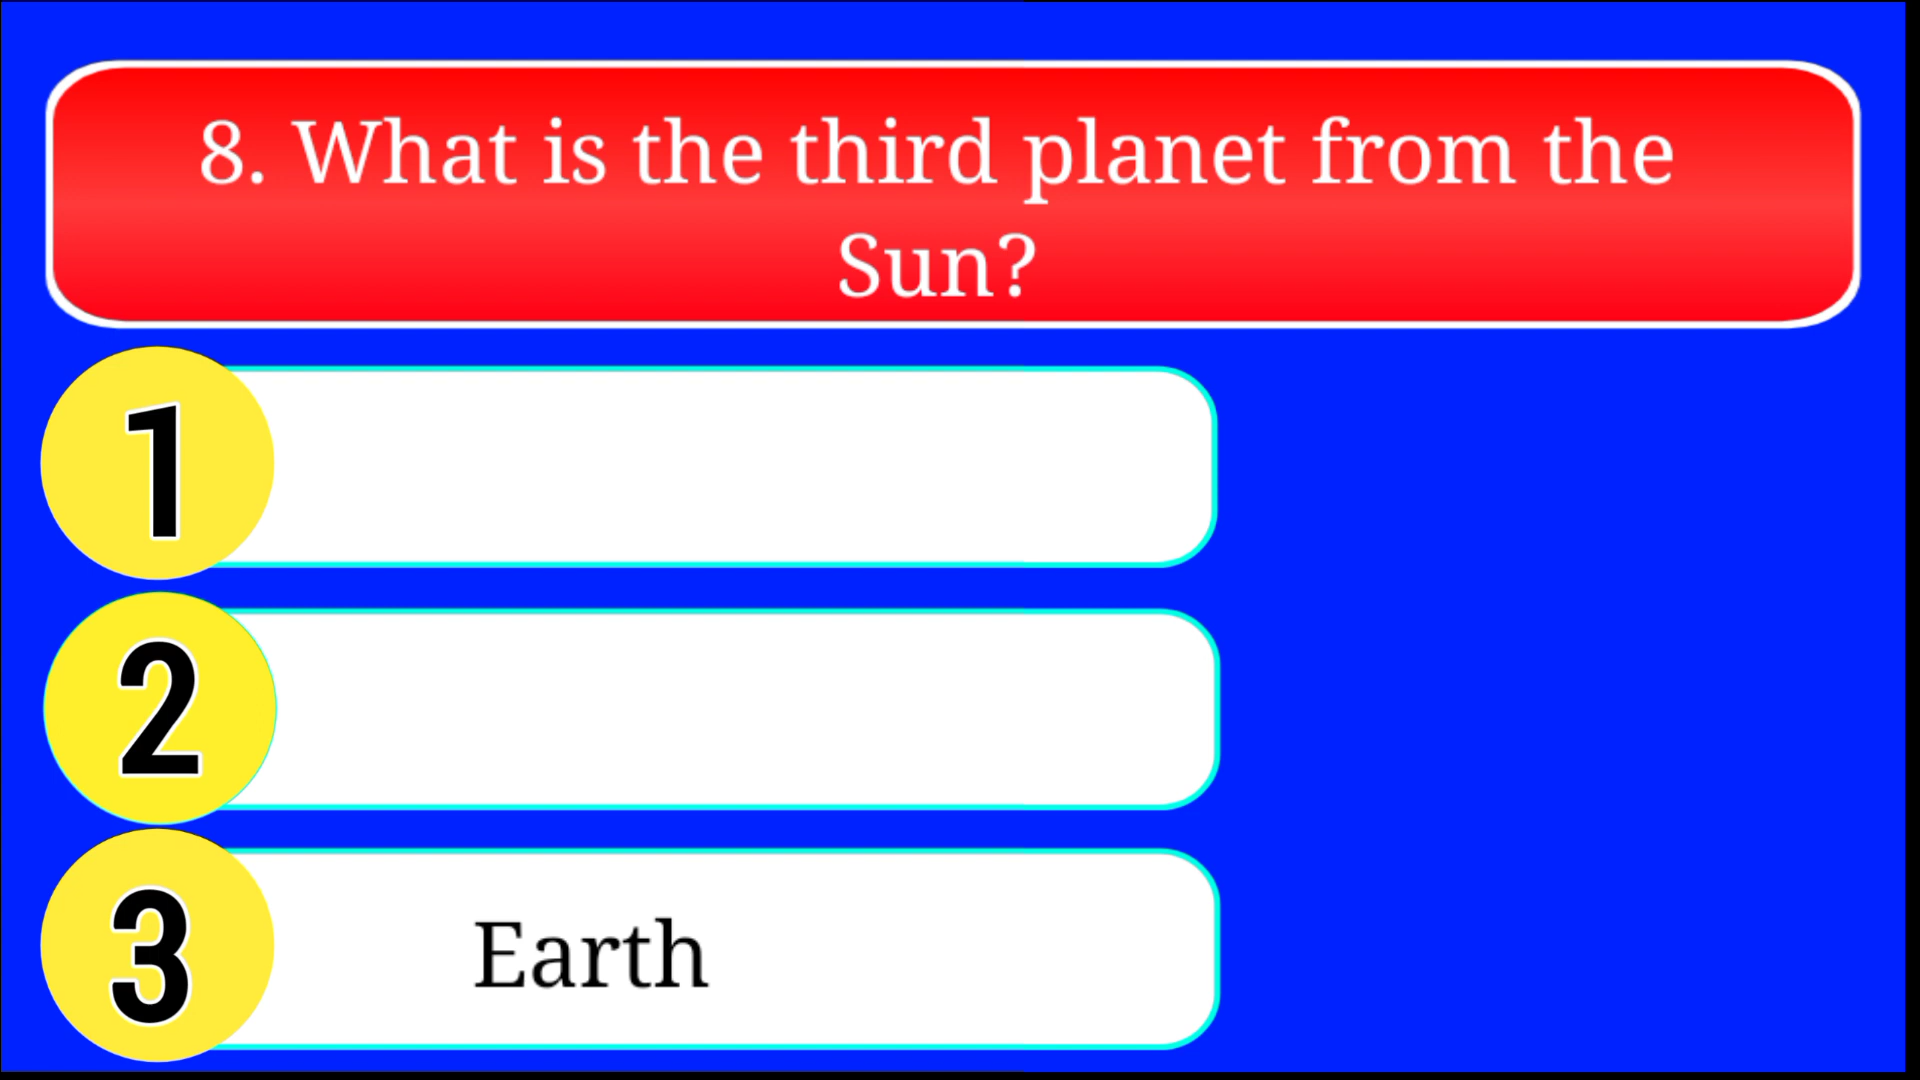 8. What is the third planet from the
Sun?
1
2
3
Earth